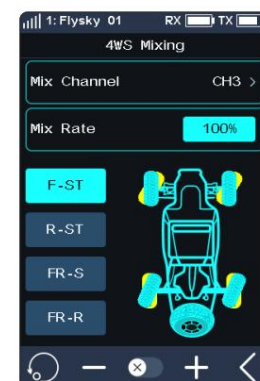 1: Flysky 01 RX TX
4WS Mixing
Mix Channel CH3 >
Mix Rate 100%
F-ST
R-ST
FR-S
FR-R